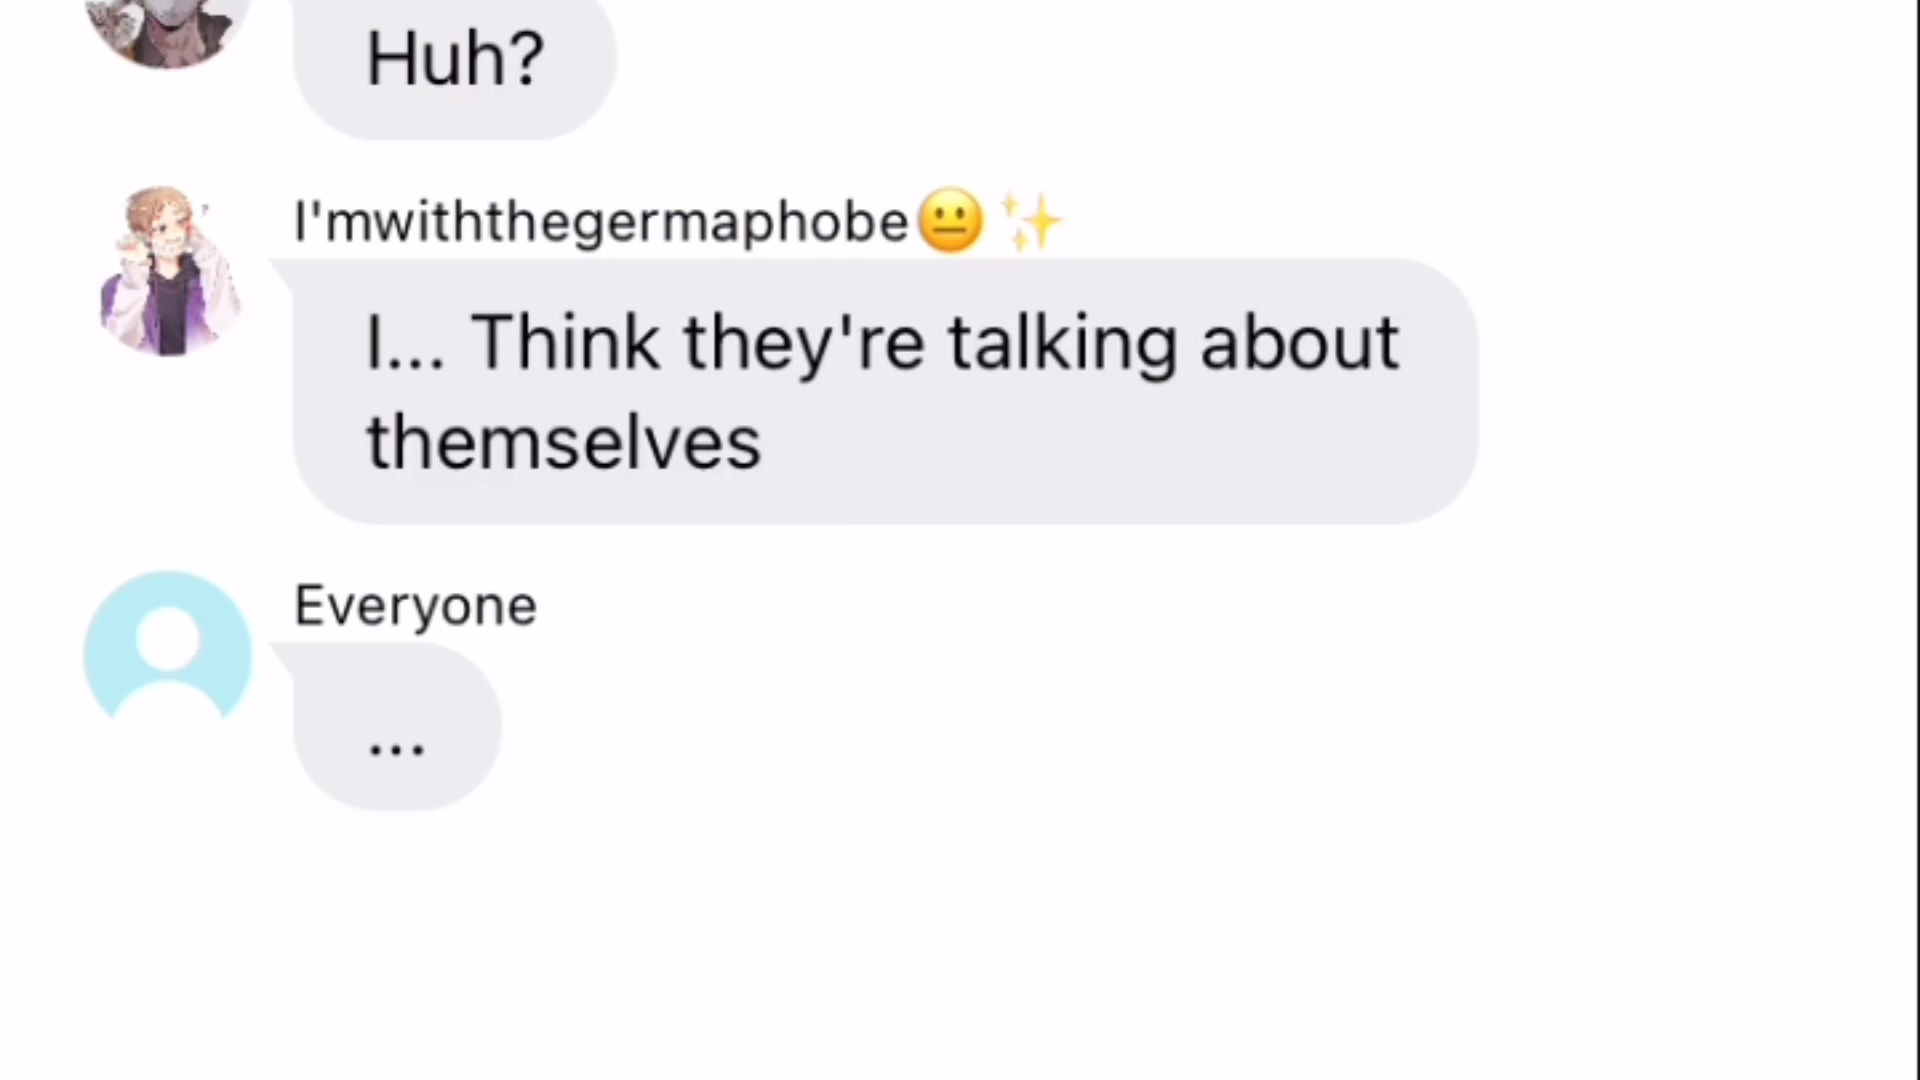 Huh?
I'mwiththegermaphobe😐✨
I... Think they're talking about
themselves
Everyone
...